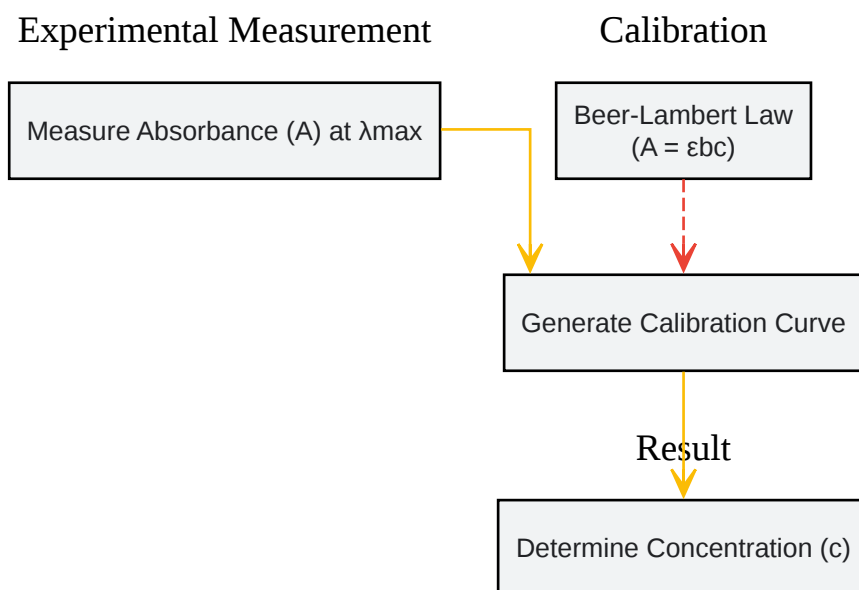 Experimental Measurement
Calibration
Measure Absorbance (A) at λmax
Beer-Lambert Law
(A = εbc)
Generate Calibration Curve
Result
Determine Concentration (c)